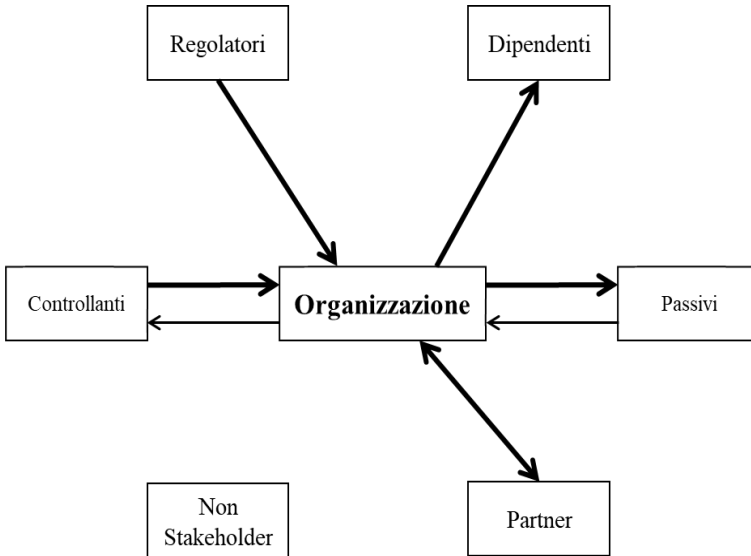 Regolatori
Dipendenti
Controllanti
Organizzazione
Passivi
Non
Stakeholder
Partner